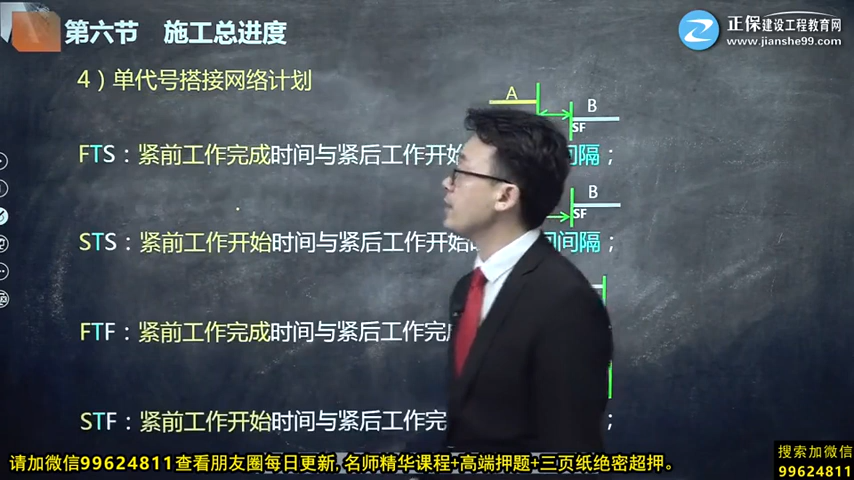 第六节 施工总进度
正保建设工程教育网
www.jianshe99.com
4）单代号搭接网络计划
A
B
SF
FTS：紧前工作完成时间与紧后工作开始
间隔；
B
SF
STS：紧前工作开始时间与紧后工作开始
间间隔；
FTF：紧前工作完成时间与紧后工作完
STF：紧前工作开始时间与紧后工作完
；
请加微信99624811查看朋友圈每日更新，名师精华课程+高端押题+三页纸绝密超押。
搜索加微信
99624811